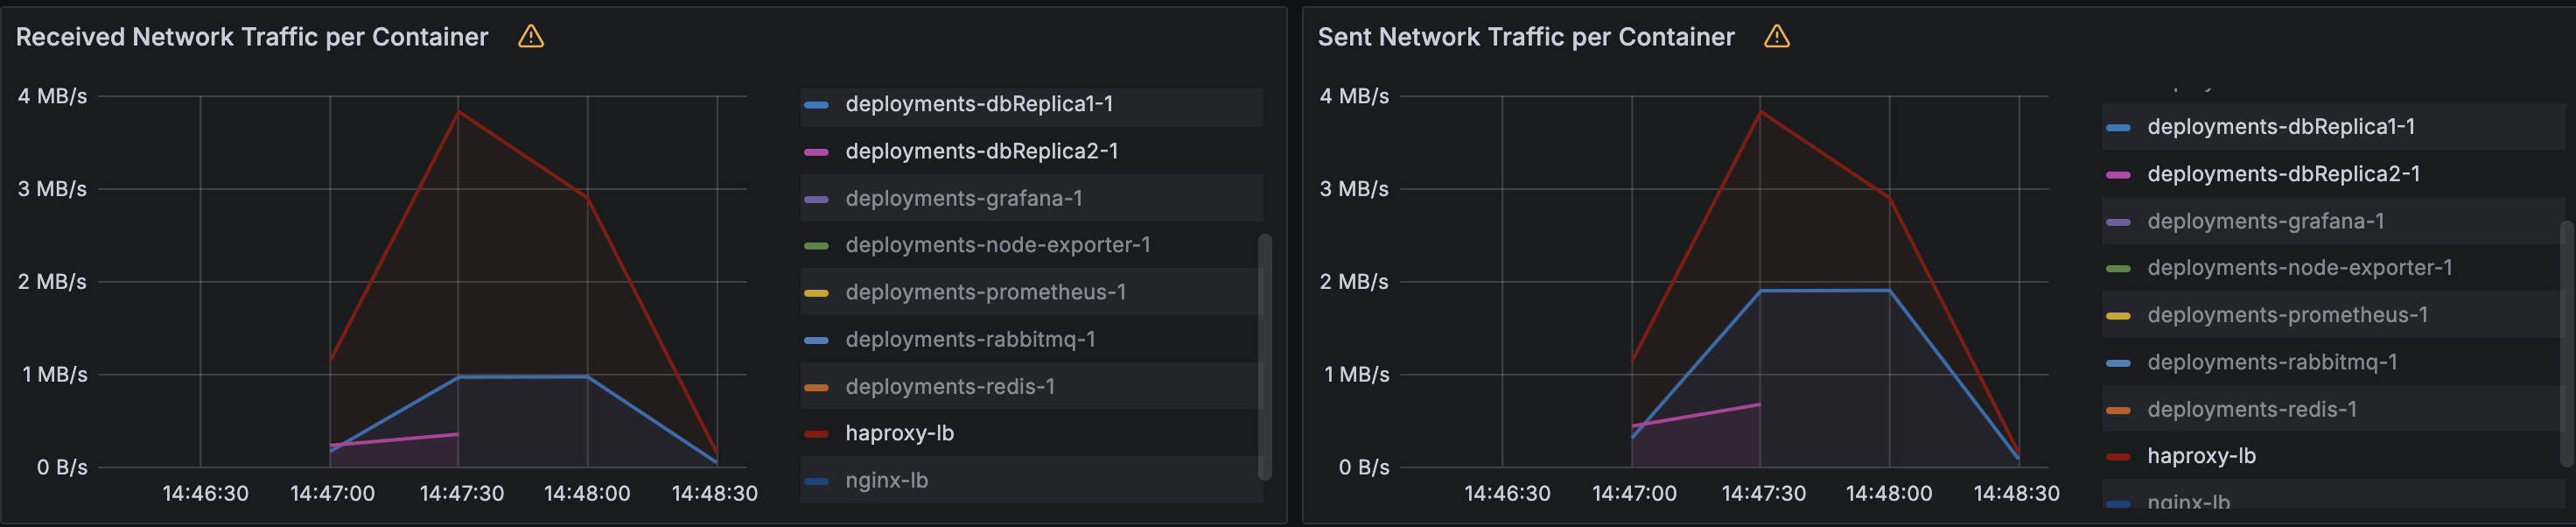 Received Network Traffic per Container
4 MB/s
3 MB/s
2 MB/s
1 MB/s
0 B/s
14:46:30 14:47:00 14:47:30 14:48:00 14:48:30
deployments-dbReplica1-1
deployments-dbReplica2-1
deployments-grafana-1
deployments-node-exporter-1
deployments-prometheus-1
deployments-rabbitmq-1
deployments-redis-1
haproxy-lb
nginx-lb
Sent Network Traffic per Container
4 MB/s
3 MB/s
2 MB/s
1 MB/s
0 B/s
14:46:30 14:47:00 14:47:30 14:48:00 14:48:30
deployments-dbReplica1-1
deployments-dbReplica2-1
deployments-grafana-1
deployments-node-exporter-1
deployments-prometheus-1
deployments-rabbitmq-1
deployments-redis-1
haproxy-lb
nginx-lb